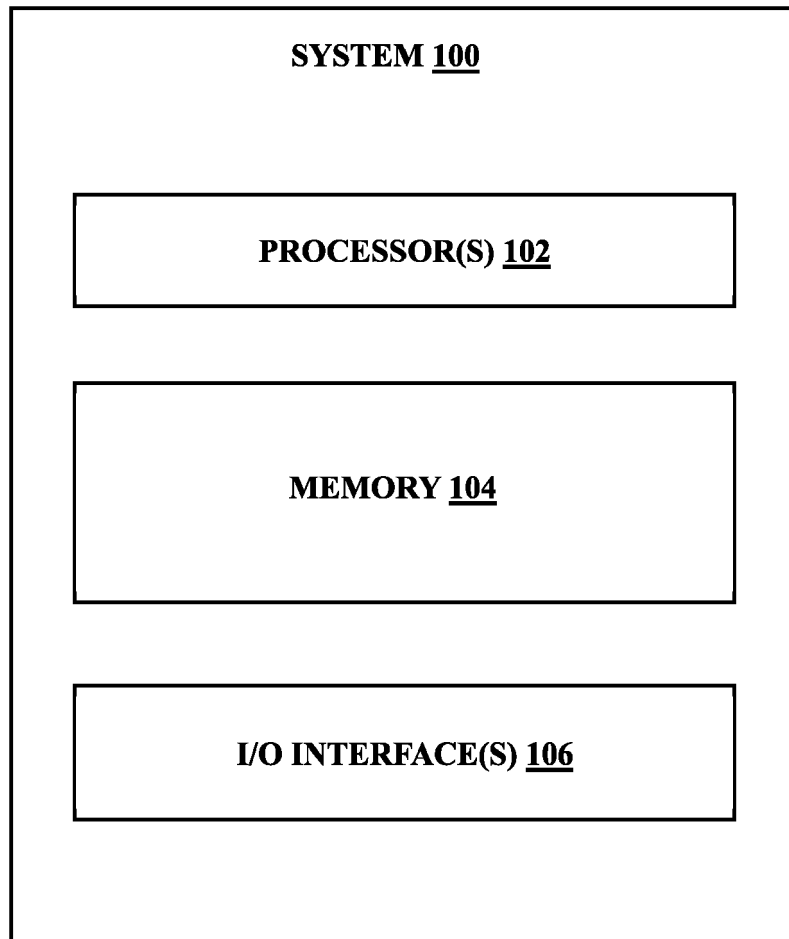 SYSTEM 100
PROCESSOR(S) 102
MEMORY 104
I/O INTERFACE(S) 106